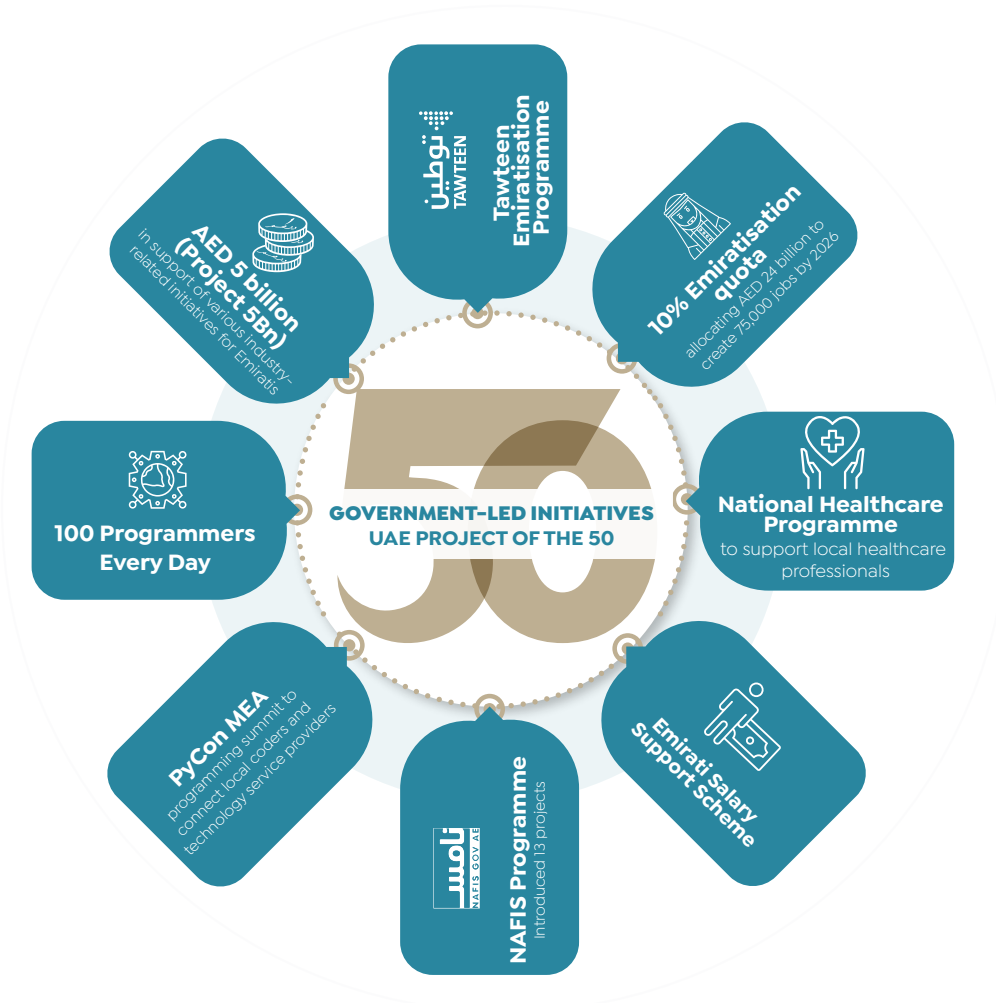 توطين
TAWTEEN
Tawteen
Emiratisation
Programme
10% Emiratisation
quota
allocating AED 24 billion to
create 75,000 jobs by 2026
National Healthcare
Programme
to support local healthcare
professionals
Emirati Salary
Support Scheme
نافس
NAFIS GOV AE
NAFIS Programme
Introduced 13 projects
PyCon MEA
programming summit to
connect local coders and
technology service providers
100 Programmers
Every Day
AED 5 billion
(Project 5Bn)
in support of various industry-
related initiatives for Emiratis
50
GOVERNMENT-LED INITIATIVES
UAE PROJECT OF THE 50